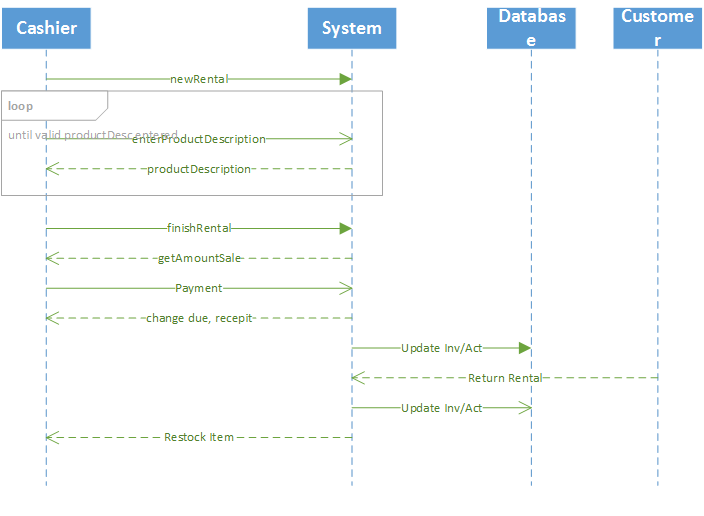 Cashier
System
Databas
e
Custome
r
newRental
loop
until valid productDesc entered
enterProductDescription
productDescription
finishRental
getAmountSale
Payment
change due, recepit
Update Inv/Act
Return Rental
Update Inv/Act
Restock Item